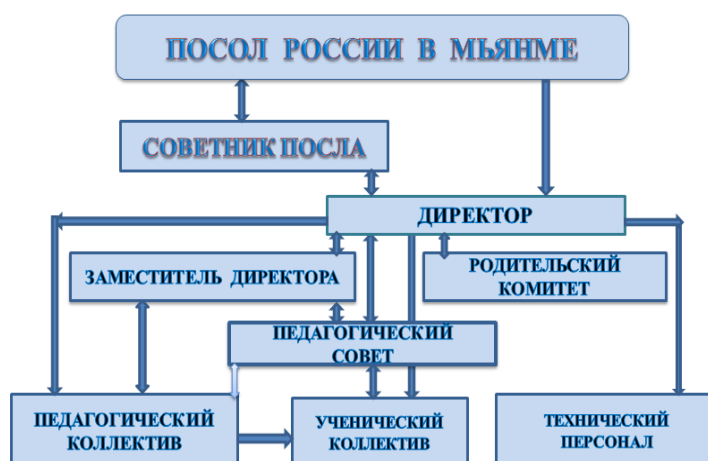 ПОСОЛ РОССИИ В МЬЯНМЕ
СОВЕТНИК ПОСЛА
ДИРЕКТОР
ЗАМЕСТИТЕЛЬ ДИРЕКТОРА
РОДИТЕЛЬСКИЙ
КОМИТЕТ
ПЕДАГОГИЧЕСКИЙ
СОВЕТ
ПЕДАГОГИЧЕСКИЙ
КОЛЛЕКТИВ
УЧЕНИЧЕСКИЙ
КОЛЛЕКТИВ
ТЕХНИЧЕСКИЙ
ПЕРСОНАЛ